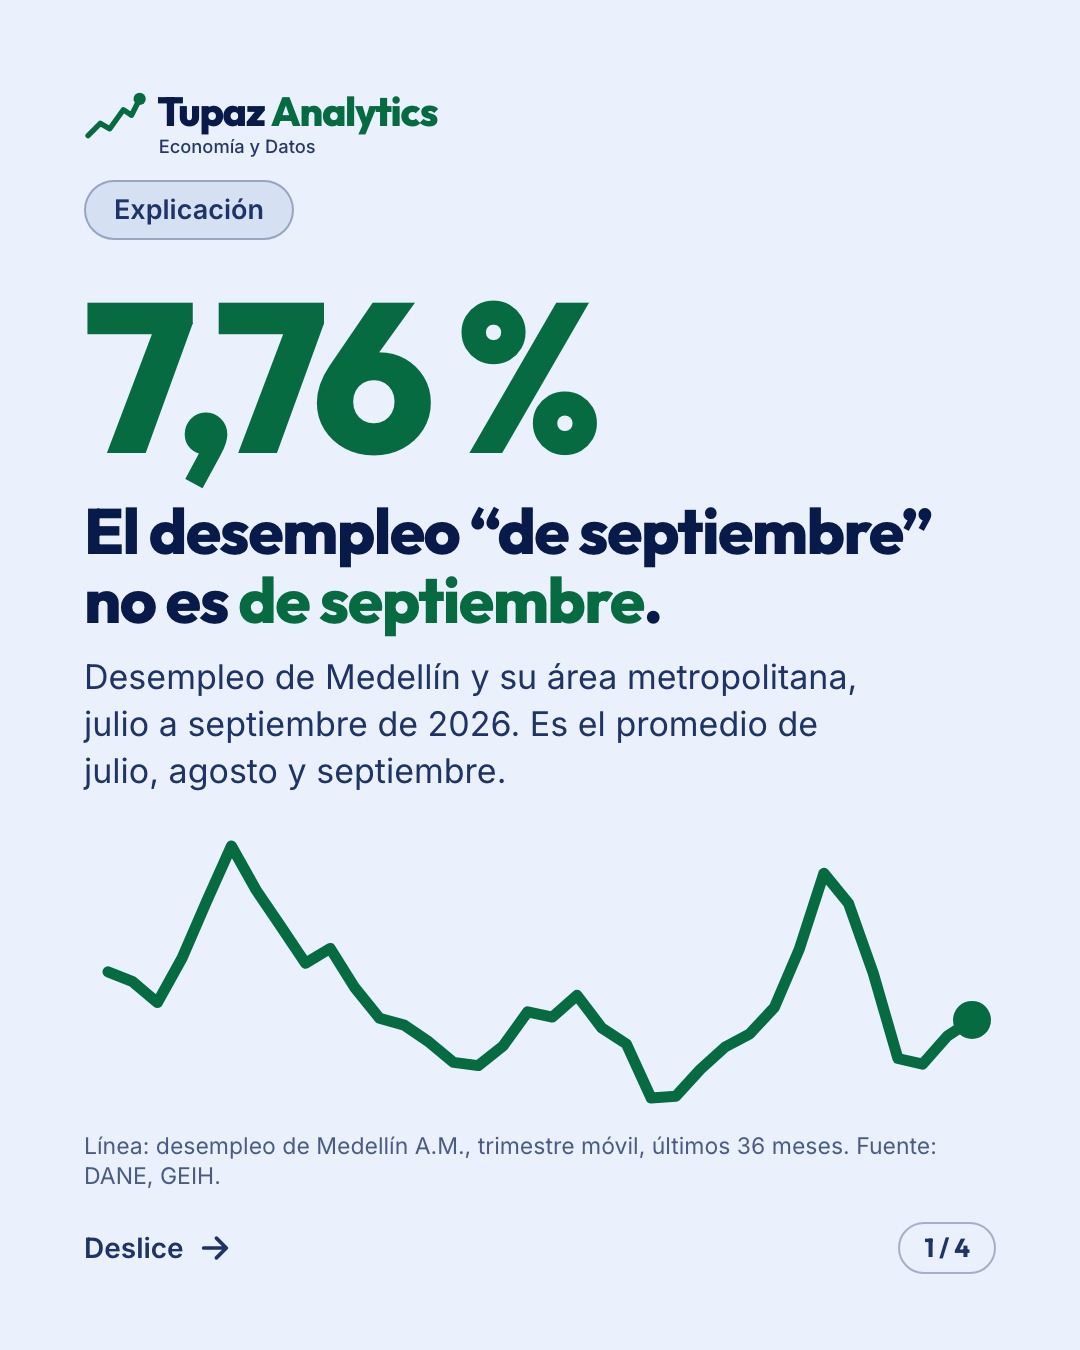 Tupaz Analytics
Economía y Datos
Explicación
7,76 %
El desempleo “de septiembre”
no es de septiembre.
Desempleo de Medellín y su área metropolitana,
julio a septiembre de 2026. Es el promedio de
julio, agosto y septiembre.
Línea: desempleo de Medellín A.M., trimestre móvil, últimos 36 meses. Fuente:
DANE, GEIH.
Deslice →
1 / 4